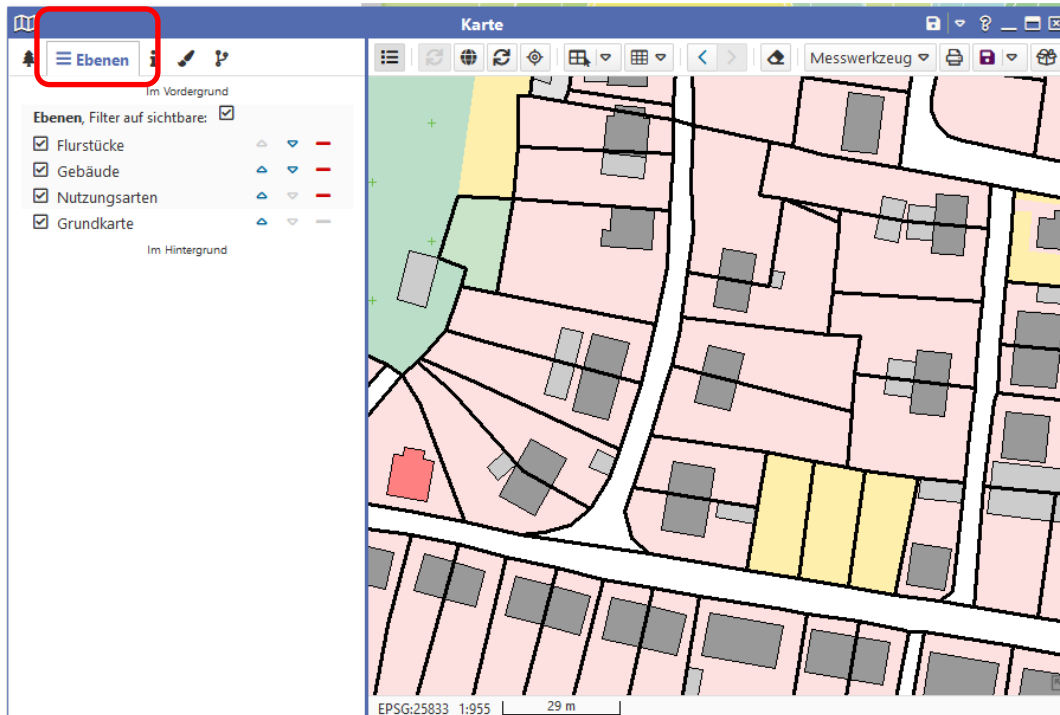 Karte
Ebenen
Messwerkzeug
Im Vordergrund
Ebenen, Filter auf sichtbare:
Flurstücke
Gebäude
Nutzungsarten
Grundkarte
Im Hintergrund
EPSG:25833 1:955 29 m